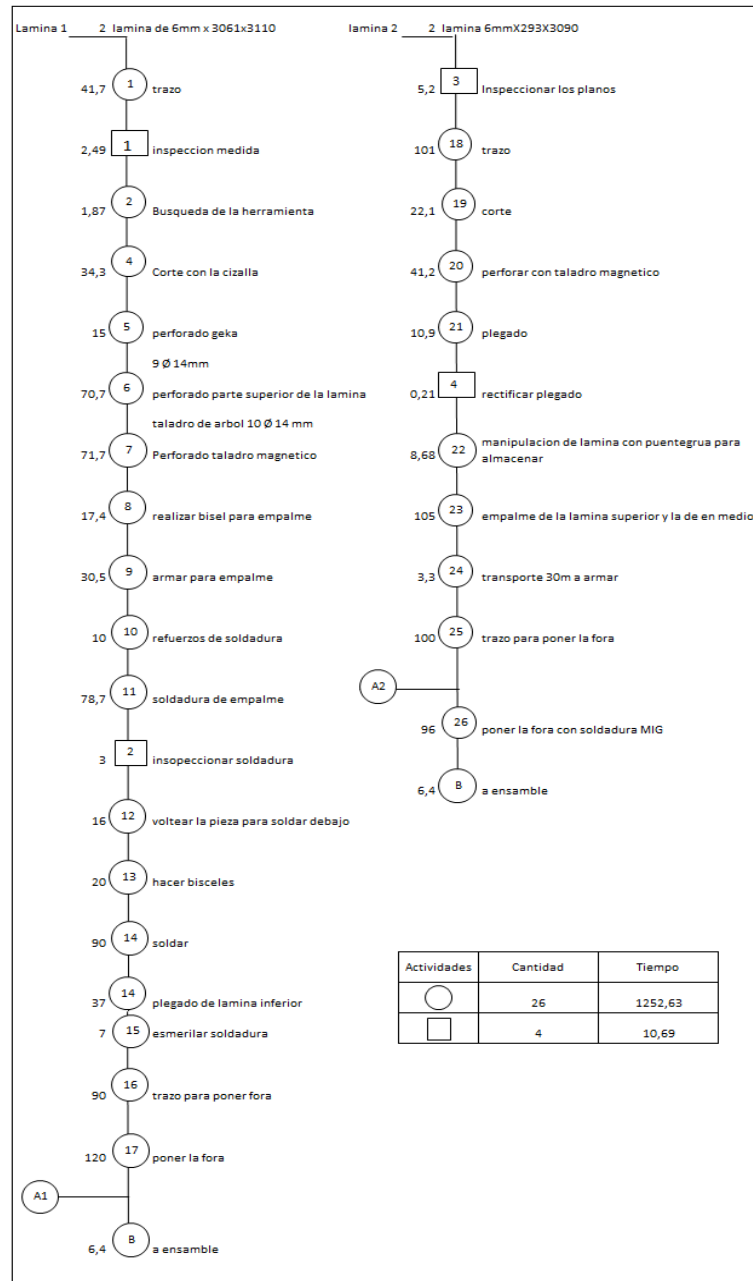 Lamina 1 2 lamina de 6mm x 3061x3110
41,7 1 trazo
2,49 1 inspeccion medida
1,87 2 Busqueda de la herramienta
34,3 4 Corte con la cizalla
15 5 perforado geka
9 Ø 14mm
70,7 6 perforado parte superior de la lamina
taladro de arbol 10 Ø 14 mm
71,7 7 Perforado taladro magnetico
17,4 8 realizar bisel para empalme
30,5 9 armar para empalme
10 10 refuerzos de soldadura
78,7 11 soldadura de empalme
3 2 insopeccionar soldadura
16 12 voltear la pieza para soldar debajo
20 13 hacer bisceles
90 14 soldar
37 14 plegado de lamina inferior
7 15 esmerilar soldadura
90 16 trazo para poner fora
120 17 poner la fora
A1
6,4 B a ensamble
lamina 2 2 lamina 6mmX293X3090
5,2 3 Inspeccionar los planos
101 18 trazo
22,1 19 corte
41,2 20 perforar con taladro magnetico
10,9 21 plegado
0,21 4 rectificar plegado
8,68 22 manipulacion de lamina con puentegrua para
almacenar
105 23 empalme de la lamina superior y la de en medio
3,3 24 transporte 30m a armar
100 25 trazo para poner la fora
A2
96 26 poner la fora con soldadura MIG
6,4 B a ensamble
Actividades Cantidad Tiempo
26 1252,63
4 10,69